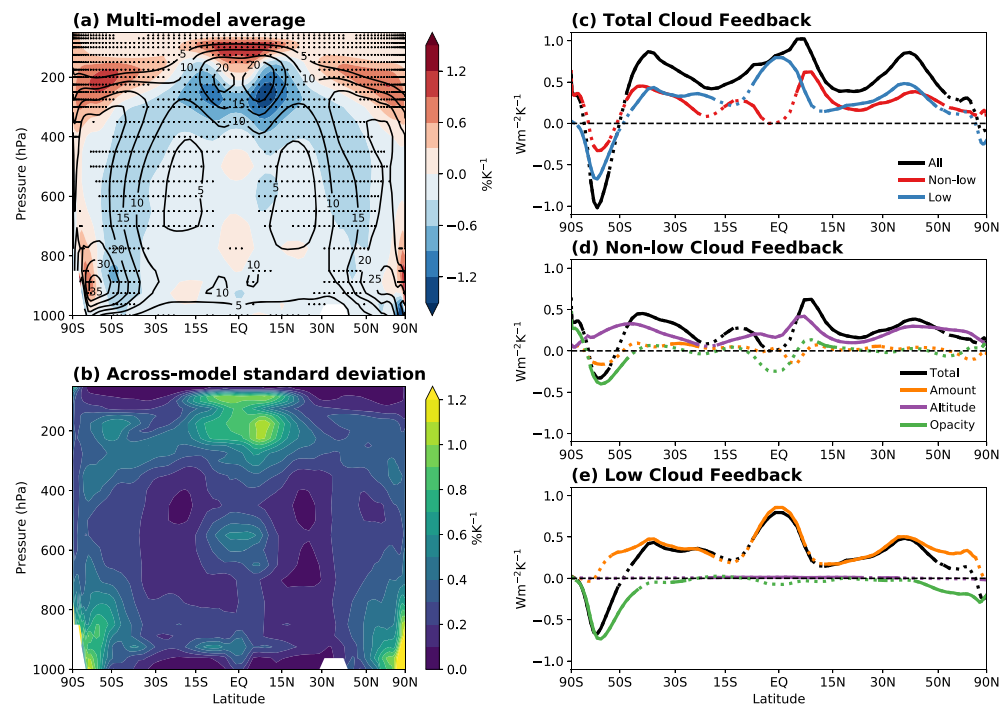 (a) Multi-model average
5
5
10
20
20
10
15
10
200
400
600
800
1000
Pressure (hPa)
20
15
10
5
5
10
15
20
25
30
35
10
10
5
90S 50S 30S 15S EQ 15N 30N 50N 90N
1.2
0.6
0.0
−0.6
−1.2
%K⁻¹
(b) Across-model standard deviation
200
400
600
800
1000
Pressure (hPa)
90S 50S 30S 15S EQ 15N 30N 50N 90N
Latitude
1.2
1.0
0.8
0.6
0.4
0.2
0.0
%K⁻¹
(c) Total Cloud Feedback
1.0
0.5
0.0
−0.5
−1.0
Wm⁻²K⁻¹
All
Non-low
Low
90S 50S 30S 15S EQ 15N 30N 50N 90N
(d) Non-low Cloud Feedback
1.0
0.5
0.0
−0.5
−1.0
Wm⁻²K⁻¹
Total
Amount
Altitude
Opacity
90S 50S 30S 15S EQ 15N 30N 50N 90N
(e) Low Cloud Feedback
1.0
0.5
0.0
−0.5
−1.0
Wm⁻²K⁻¹
90S 50S 30S 15S EQ 15N 30N 50N 90N
Latitude